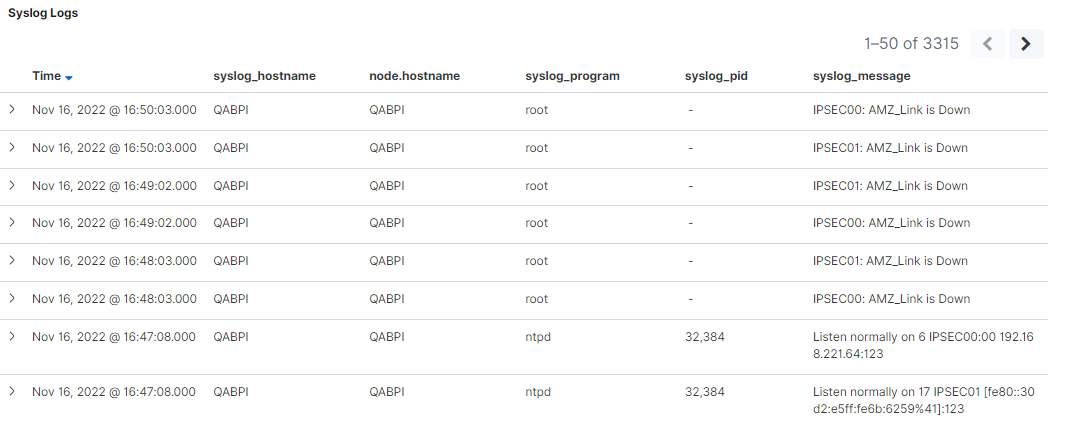 Syslog Logs
1–50 of 3315
Time syslog_hostname node.hostname syslog_program syslog_pid syslog_message
Nov 16, 2022 @ 16:50:03.000 QABPI QABPI root - IPSEC00: AMZ_Link is Down
Nov 16, 2022 @ 16:50:03.000 QABPI QABPI root - IPSEC01: AMZ_Link is Down
Nov 16, 2022 @ 16:49:02.000 QABPI QABPI root - IPSEC01: AMZ_Link is Down
Nov 16, 2022 @ 16:49:02.000 QABPI QABPI root - IPSEC00: AMZ_Link is Down
Nov 16, 2022 @ 16:48:03.000 QABPI QABPI root - IPSEC01: AMZ_Link is Down
Nov 16, 2022 @ 16:48:03.000 QABPI QABPI root - IPSEC00: AMZ_Link is Down
Nov 16, 2022 @ 16:47:08.000 QABPI QABPI ntpd 32,384 Listen normally on 6 IPSEC00:00 192.16
8.221.64:123
Nov 16, 2022 @ 16:47:08.000 QABPI QABPI ntpd 32,384 Listen normally on 17 IPSEC01 [fe80::30
d2:e5ff:fe6b:6259%41]:123